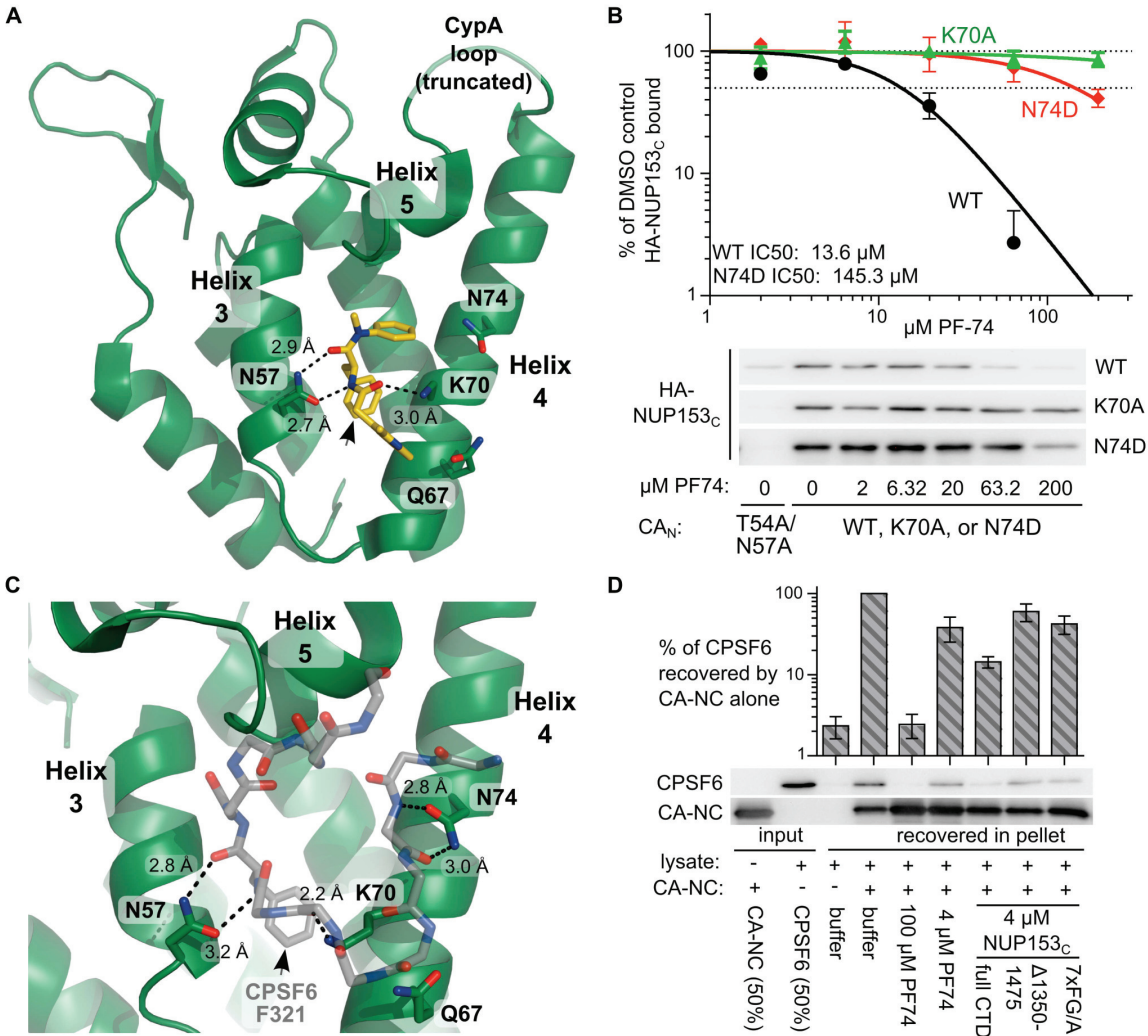 A
CypA
loop
(truncated)
Helix
5
Helix
3
N74
2.9 Å
N57
K70
Helix
4
2.7 Å
3.0 Å
Q67
B
% of DMSO control
HA-NUP153C bound
100
10
1
K70A
N74D
WT
WT IC50: 13.6 µM
N74D IC50: 145.3 µM
1
10
100
µM PF-74
HA-
NUP153C
WT
K70A
N74D
µM PF74: 0 0 2 6.32 20 63.2 200
CAN: T54A/
N57A
WT, K70A, or N74D
C
Helix
5
Helix
4
Helix
3
2.8 Å
N74
3.0 Å
2.8 Å
N57
2.2 Å
K70
3.2 Å
CPSF6
F321
Q67
D
% of CPSF6
recovered by
CA-NC alone
100
10
1
CPSF6
CA-NC
input
recovered in pellet
lysate: - + + + + + + + +
CA-NC: + - - + + + + + +
CA-NC (50%)
CPSF6 (50%)
buffer
buffer
100 µM PF74
4 µM PF74
4 µM
NUP153C
full CTD
Δ1350-
1475
7xFG/A